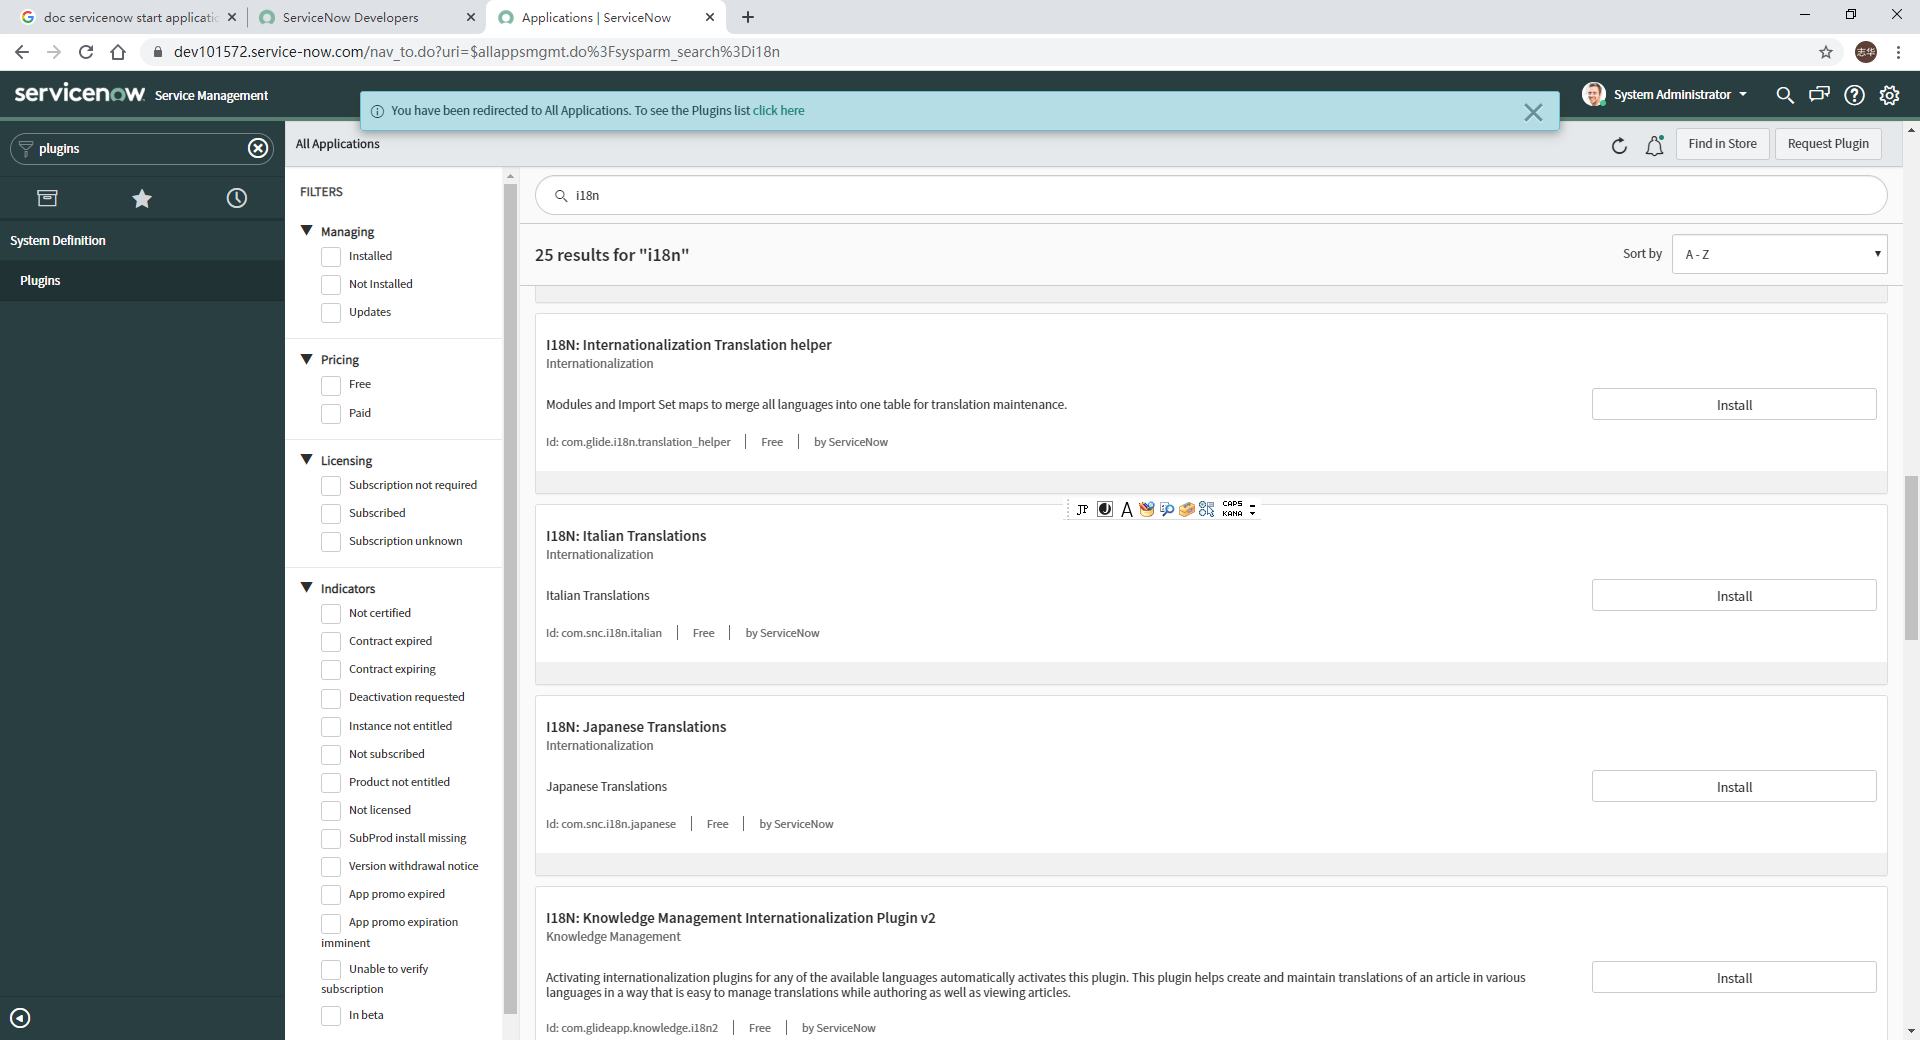 doc servicenow start applicatio
ServiceNow Developers
Applications | ServiceNow
dev101572.service-now.com/nav_to.do?uri=$allappsmgmt.do%3Fsysparm_search%3Di18n
志华
servicenow Service Management
You have been redirected to All Applications. To see the Plugins list click here
System Administrator
plugins
System Definition
Plugins
All Applications
Find in Store
Request Plugin
FILTERS
Managing
Installed
Not Installed
Updates
Pricing
Free
Paid
Licensing
Subscription not required
Subscribed
Subscription unknown
Indicators
Not certified
Contract expired
Contract expiring
Deactivation requested
Instance not entitled
Not subscribed
Product not entitled
Not licensed
SubProd install missing
Version withdrawal notice
App promo expired
App promo expiration
imminent
Unable to verify
subscription
In beta
i18n
25 results for "i18n"
Sort by
A - Z
I18N: Internationalization Translation helper
Internationalization
Modules and Import Set maps to merge all languages into one table for translation maintenance.
Install
Id: com.glide.i18n.translation_helper | Free | by ServiceNow
JP
A
CAPS
KANA
I18N: Italian Translations
Internationalization
Italian Translations
Install
Id: com.snc.i18n.italian | Free | by ServiceNow
I18N: Japanese Translations
Internationalization
Japanese Translations
Install
Id: com.snc.i18n.japanese | Free | by ServiceNow
I18N: Knowledge Management Internationalization Plugin v2
Knowledge Management
Activating internationalization plugins for any of the available languages automatically activates this plugin. This plugin helps create and maintain translations of an article in various
languages in a way that is easy to manage translations while authoring as well as viewing articles.
Install
Id: com.glideapp.knowledge.i18n2 | Free | by ServiceNow